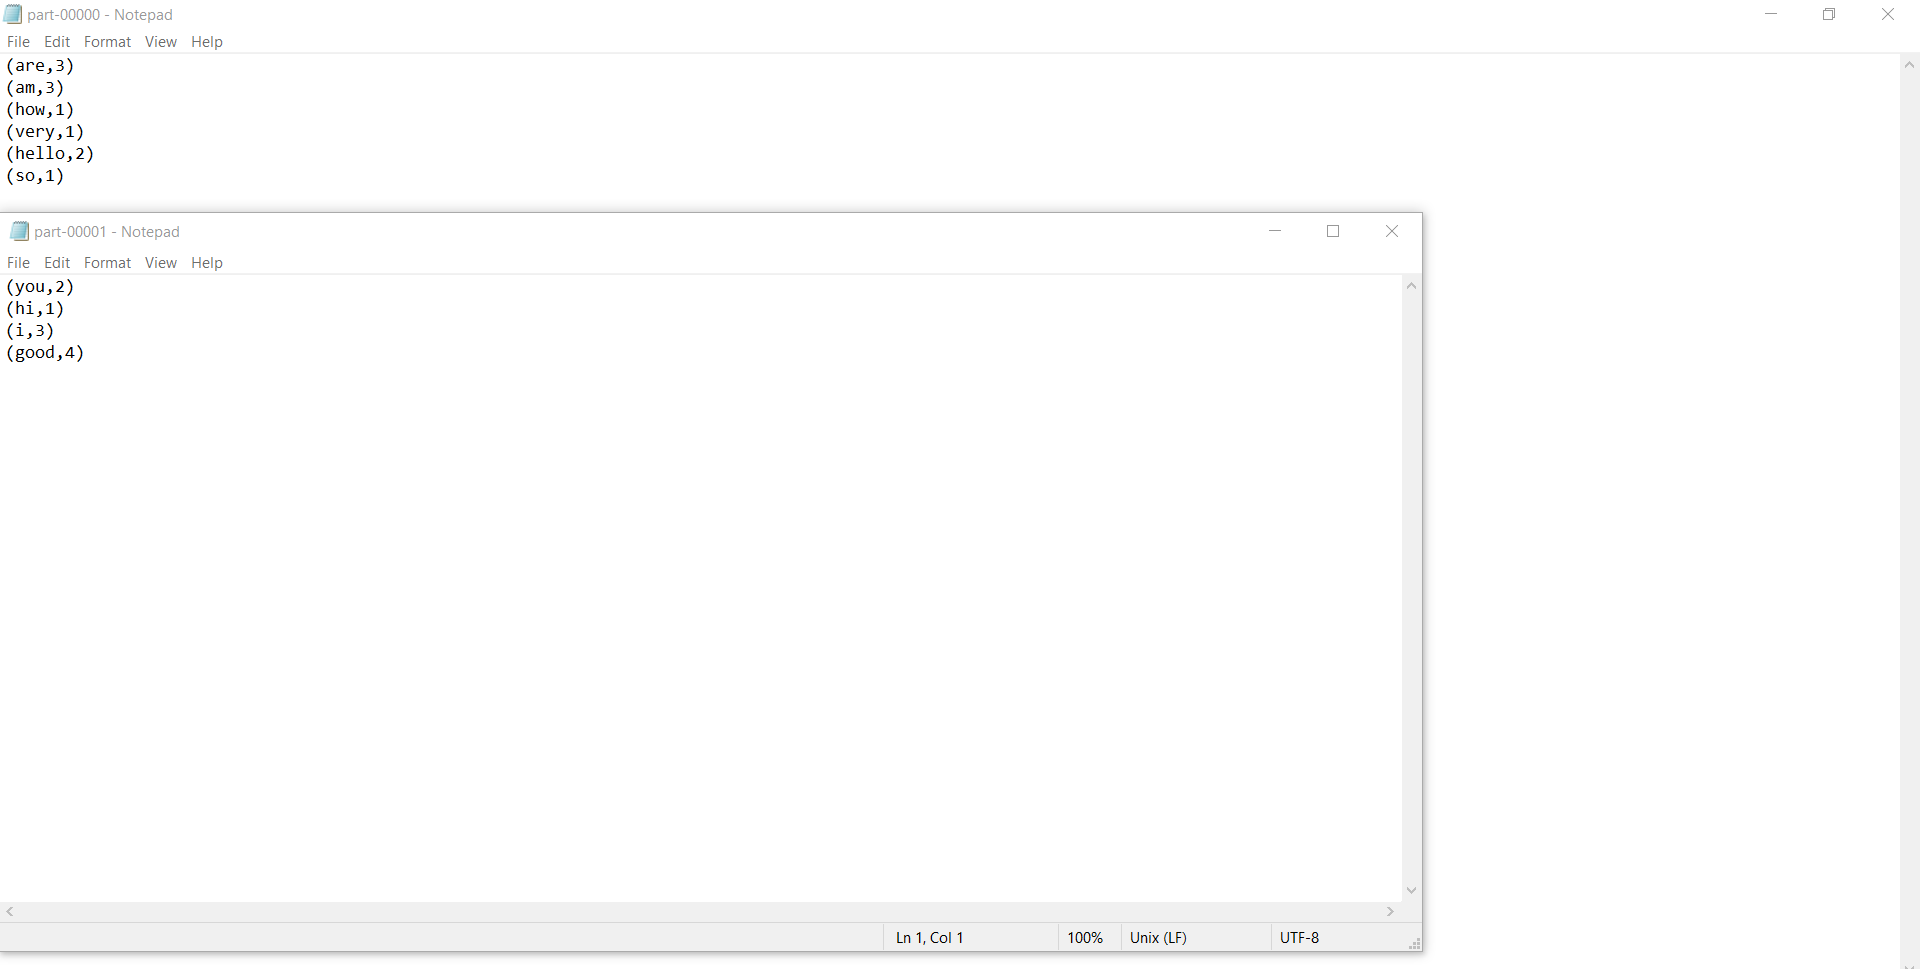 part-00000 - Notepad
File Edit Format View Help
(are,3)
(am,3)
(how,1)
(very,1)
(hello,2)
(so,1)
part-00001 - Notepad
File Edit Format View Help
(you,2)
(hi,1)
(i,3)
(good,4)
Ln 1, Col 1 100% Unix (LF) UTF-8